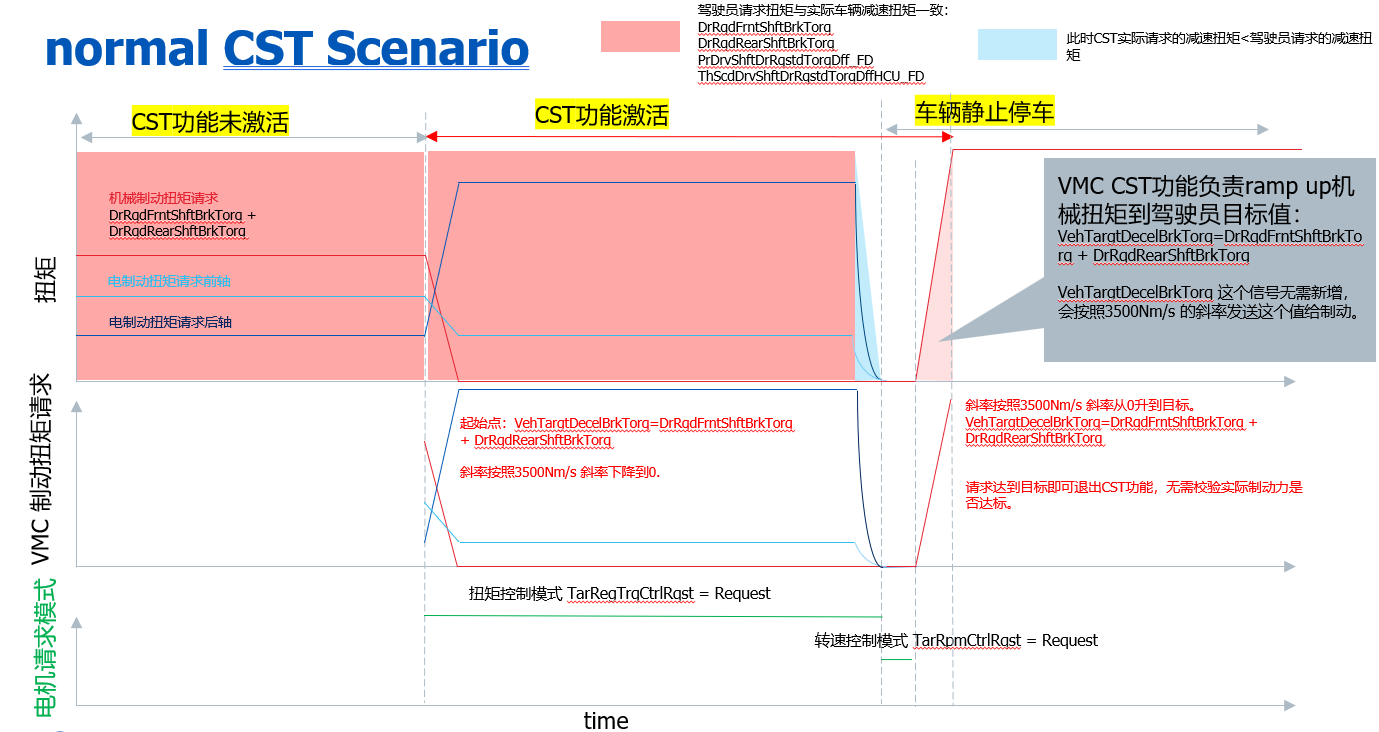 normal CST Scenario
驾驶员请求扭矩与实际车辆减速扭矩一致：
DrRqdFrntShftBrkTorq
DrRqdRearShftBrkTorq
PrDrvShftDrRqstdTorqDff_FD
ThScdDrvShftDrRqstdTorqDffHCU_FD
此时CST实际请求的减速扭矩<驾驶员请求的减速扭
矩
CST功能未激活
CST功能激活
车辆静止停车
扭矩
机械制动扭矩请求
DrRqdFrntShftBrkTorq +
DrRqdRearShftBrkTorq
电制动扭矩请求前轴
电制动扭矩请求后轴
VMC CST功能负责ramp up机
械扭矩到驾驶员目标值：
VehTargtDecelBrkTorq=DrRqdFrntShftBrkTo
rq + DrRqdRearShftBrkTorq
VehTargtDecelBrkTorq 这个信号无需新增，
会按照3500Nm/s 的斜率发送这个值给制动。
VMC 制动扭矩请求
起始点：VehTargtDecelBrkTorq=DrRqdFrntShftBrkTorq
+ DrRqdRearShftBrkTorq
斜率按照3500Nm/s 斜率下降到0.
斜率按照3500Nm/s 斜率从0升到目标。
VehTargtDecelBrkTorq=DrRqdFrntShftBrkTorq +
DrRqdRearShftBrkTorq
请求达到目标即可退出CST功能，无需校验实际制动力是
否达标。
电机请求模式
扭矩控制模式 TarRegTrqCtrlRqst = Request
转速控制模式 TarRpmCtrlRqst = Request
time